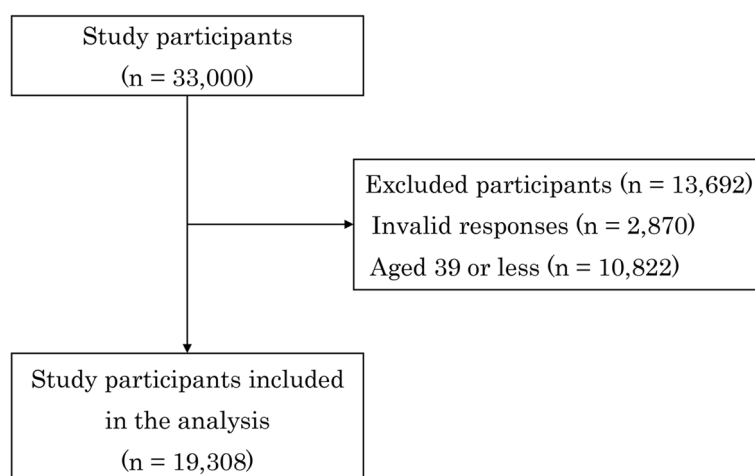 Study participants
(n = 33,000)
Excluded participants (n = 13,692)
Invalid responses (n = 2,870)
Aged 39 or less (n = 10,822)
Study participants included
in the analysis
(n = 19,308)